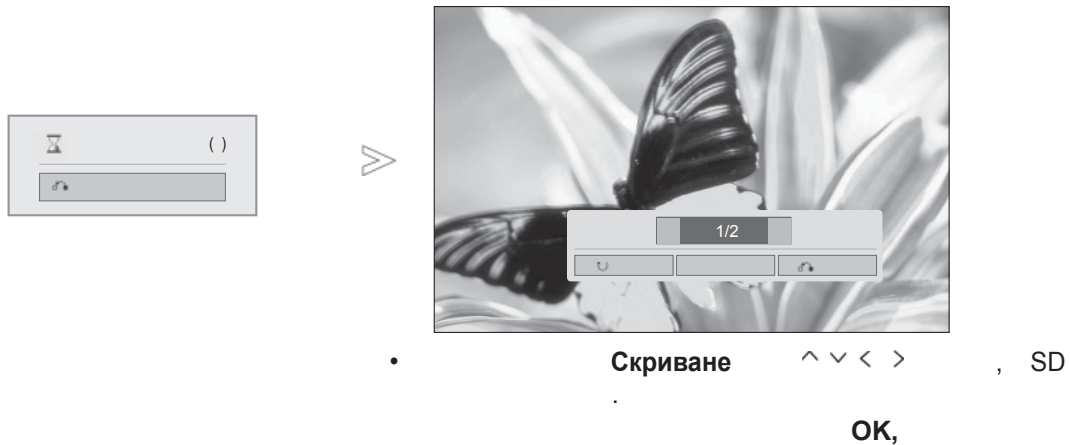 ( )
1/2
• Скриване ^ ∨ < > , SD
.
OK,